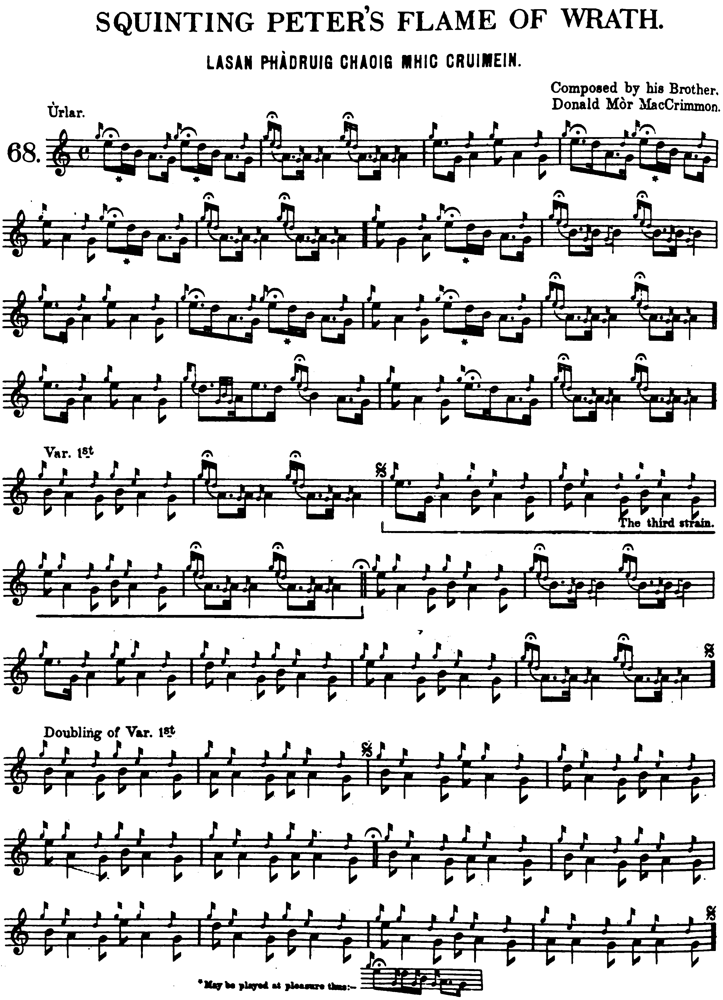 SQUINTING PETER'S FLAME OF WRATH.
LASAN PHÀDRUIG CHAOIG MHIC CRUIMEIN.
Composed by his Brother.
Donald Mòr MacCrimmon.
Ùrlar.
68.
Var. 1st
The third strain.
Doubling of Var. 1st
*May be played at pleasure thus:–